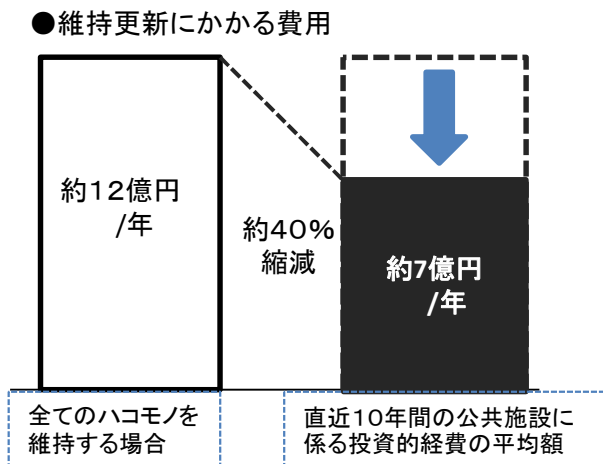 ●維持更新にかかる費用
約12億円
/年
約40%
縮減
約7億円
/年
全てのハコモノを
維持する場合
直近10年間の公共施設に
係る投資的経費の平均額